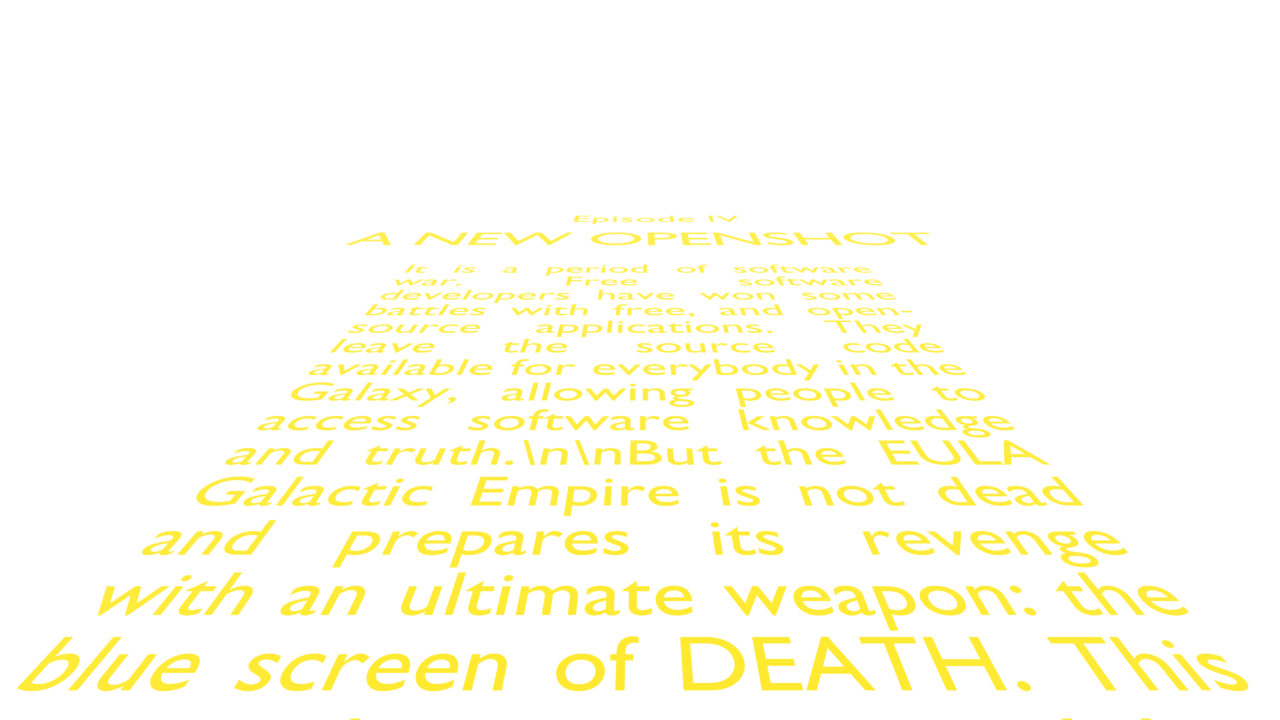 Episode IV
A NEW OPENSHOT
It is a period of software
war. Free software
developers have won some
battles with free, and open-
source applications. They
leave the source code
available for everybody in the
Galaxy, allowing people to
access software knowledge
and truth.\n\nBut the EULA
Galactic Empire is not dead
and prepares its revenge
with an ultimate weapon: the
blue screen of DEATH. This